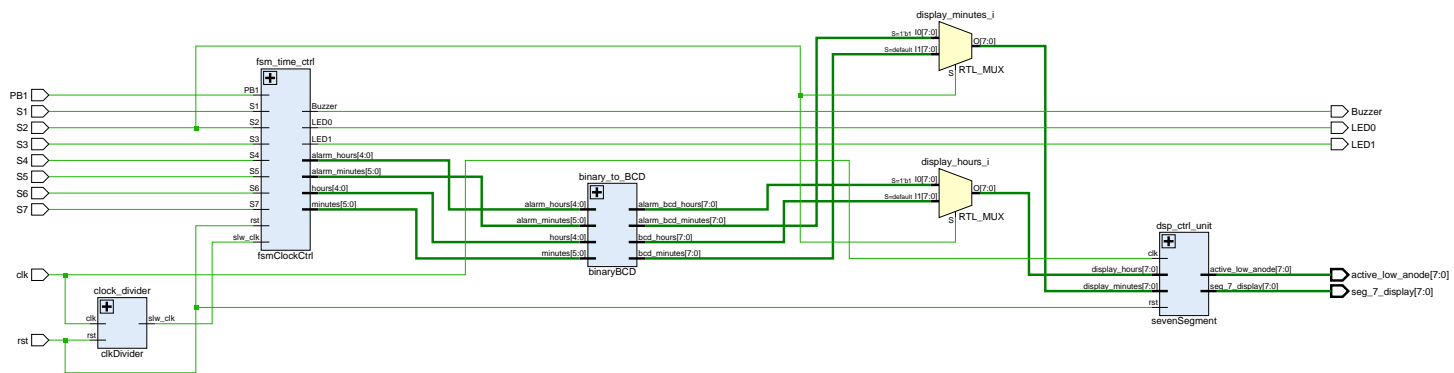 display_minutes_i
S=1'b1 I0[7:0]
S=default I1[7:0]
O[7:0]
S
RTL_MUX
fsm_time_ctrl
PB1
S1
S2
S3
S4
S5
S6
S7
PB1
S1
S2
S3
S4
S5
S6
S7
rst
slw_clk
Buzzer
LED0
LED1
alarm_hours[4:0]
alarm_minutes[5:0]
hours[4:0]
minutes[5:0]
fsmClockCtrl
Buzzer
LED0
LED1
display_hours_i
S=1'b1 I0[7:0]
S=default I1[7:0]
O[7:0]
S
RTL_MUX
binary_to_BCD
alarm_hours[4:0]
alarm_minutes[5:0]
hours[4:0]
minutes[5:0]
alarm_bcd_hours[7:0]
alarm_bcd_minutes[7:0]
bcd_hours[7:0]
bcd_minutes[7:0]
binaryBCD
dsp_ctrl_unit
clk
display_hours[7:0]
display_minutes[7:0]
rst
active_low_anode[7:0]
seg_7_display[7:0]
sevenSegment
active_low_anode[7:0]
seg_7_display[7:0]
clk
clock_divider
clk
rst
slw_clk
clkDivider
rst